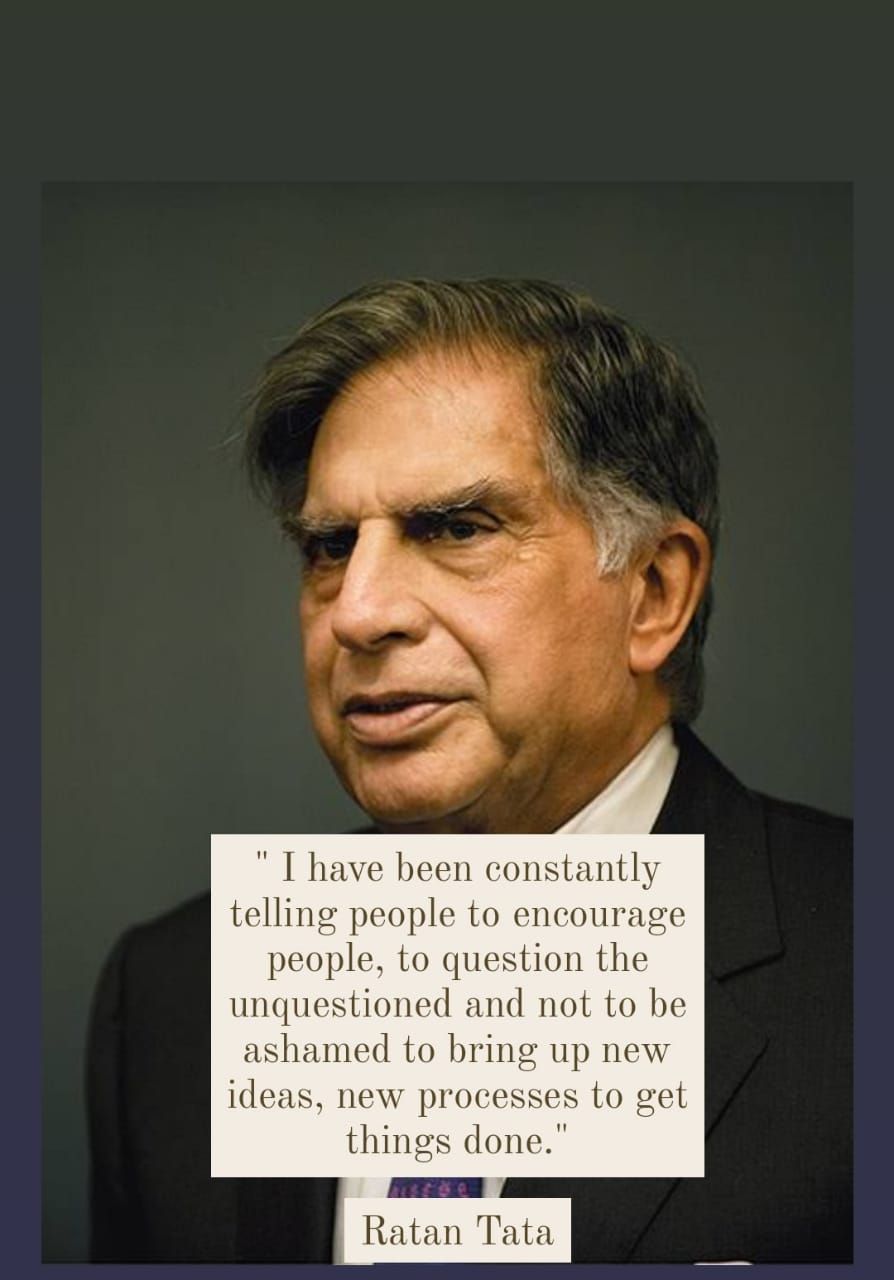 " I have been constantly
telling people to encourage
people, to question the
unquestioned and not to be
ashamed to bring up new
ideas, new processes to get
things done."
Ratan Tata